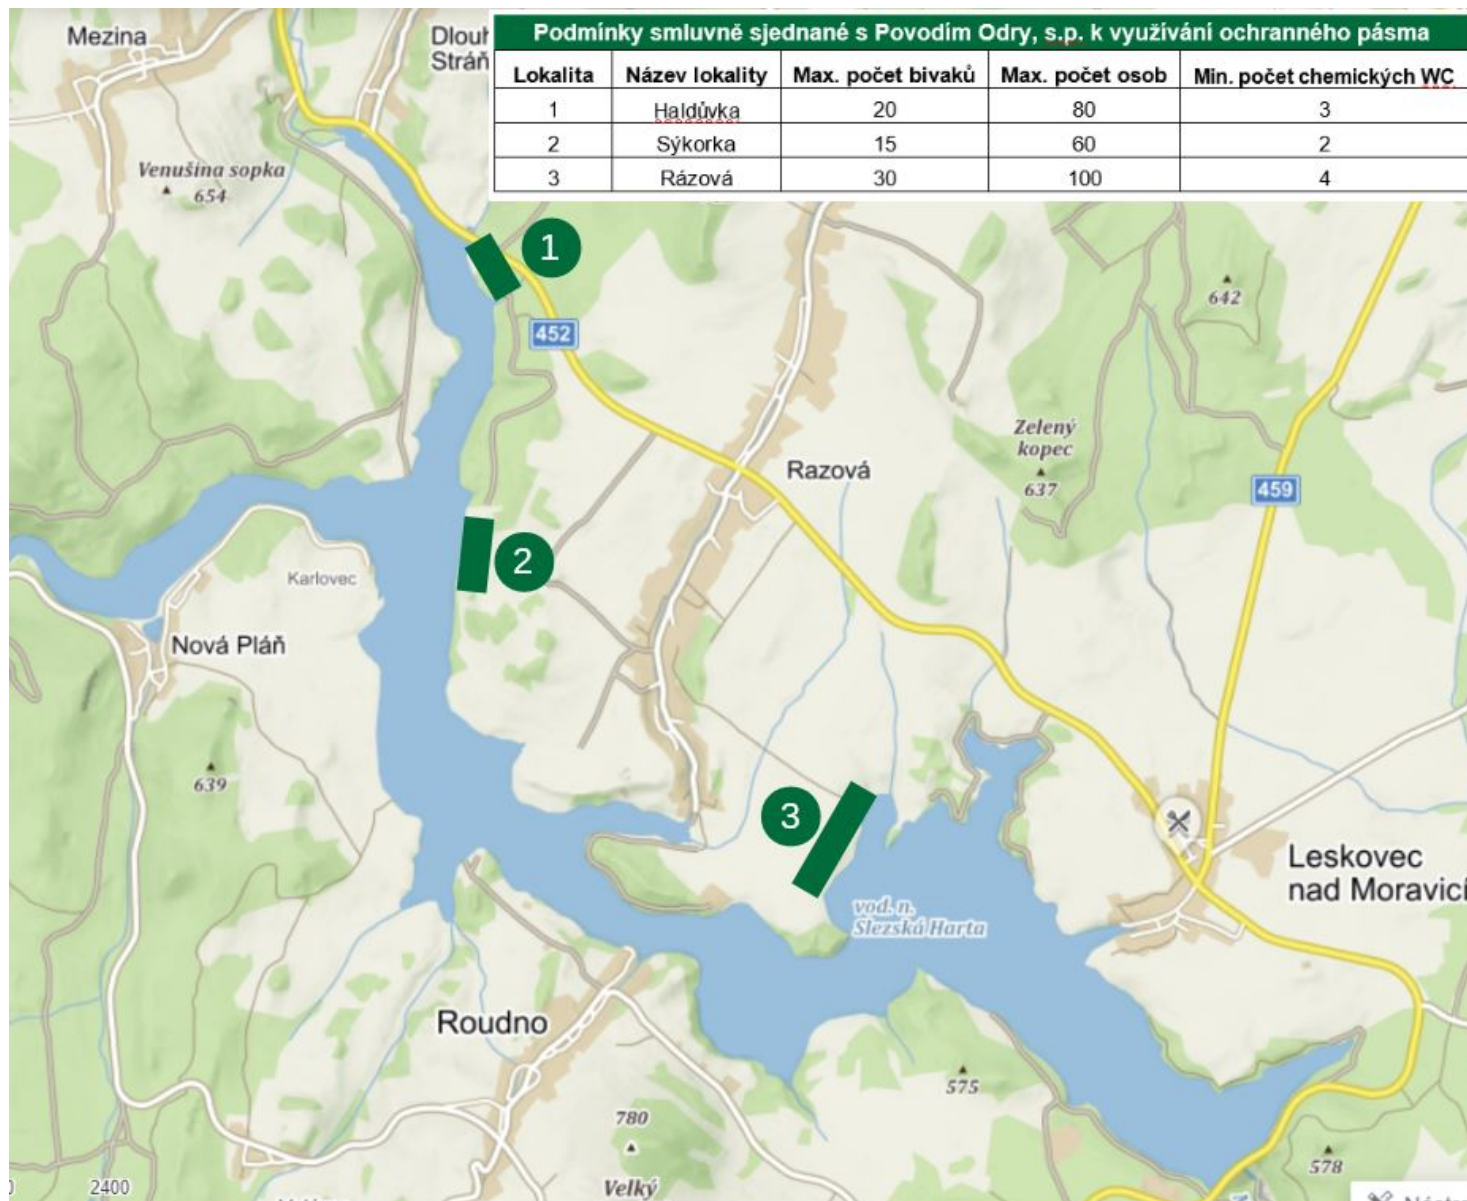 Mezina
Dlouh
Stráň
Podmínky smluvně sjednané s Povodím Odry, s.p. k využívání ochranného pásma
Lokalita Název lokality Max. počet bivaků Max. počet osob Min. počet chemických WC
1 Haldůvka 20 80 3
2 Sýkorka 15 60 2
3 Rázová 30 100 4
Venušina sopka
654
1
642
452
Zelený
kopec
637
Razová
459
2
Karlovec
Nová Pláň
639
3
Leskovec
nad Moravicí
vod. n.
Slezská Harta
Roudno
575
780
Velký
578
2400